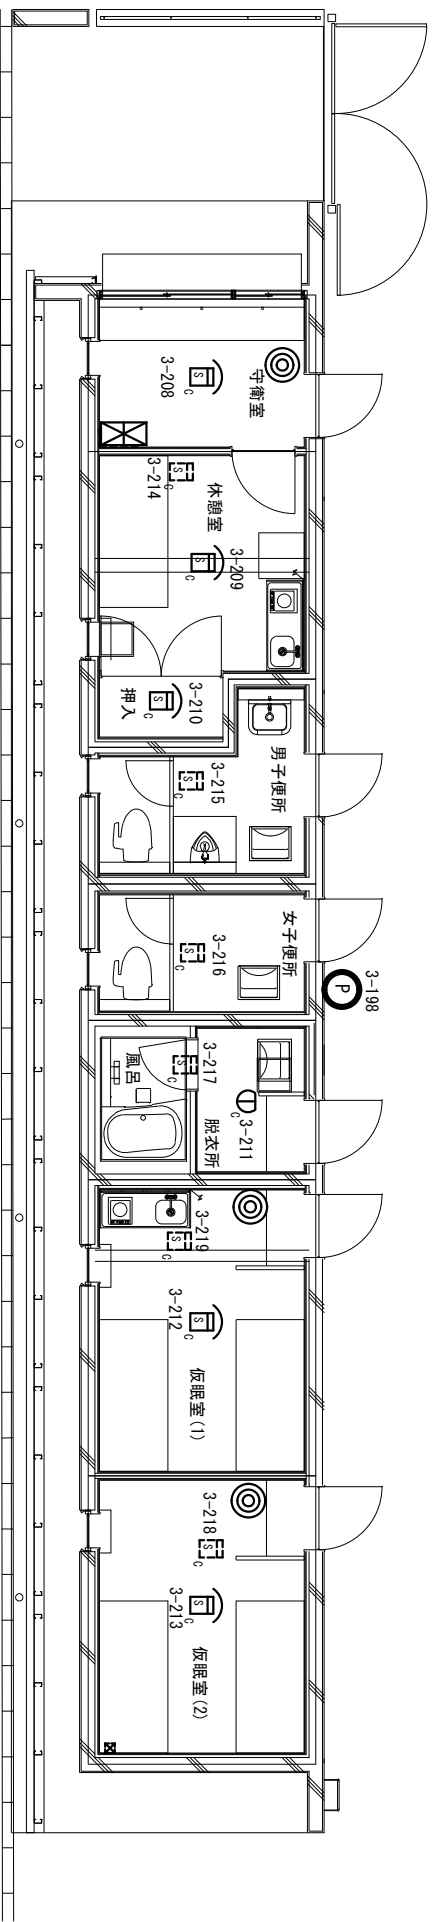 守衛室
S
C
3-208
S
C
3-214
休憩室
3-209
S
C
3-210
S
C
押入
男子便所
3-215
S
C
女子便所
3-216
S
C
3-198
P
3-217
S
C
風呂
3-211
C
脱衣所
3-219
S
C
3-212
S
C
仮眠室(1)
3-218
S
C
3-213
S
C
仮眠室(2)